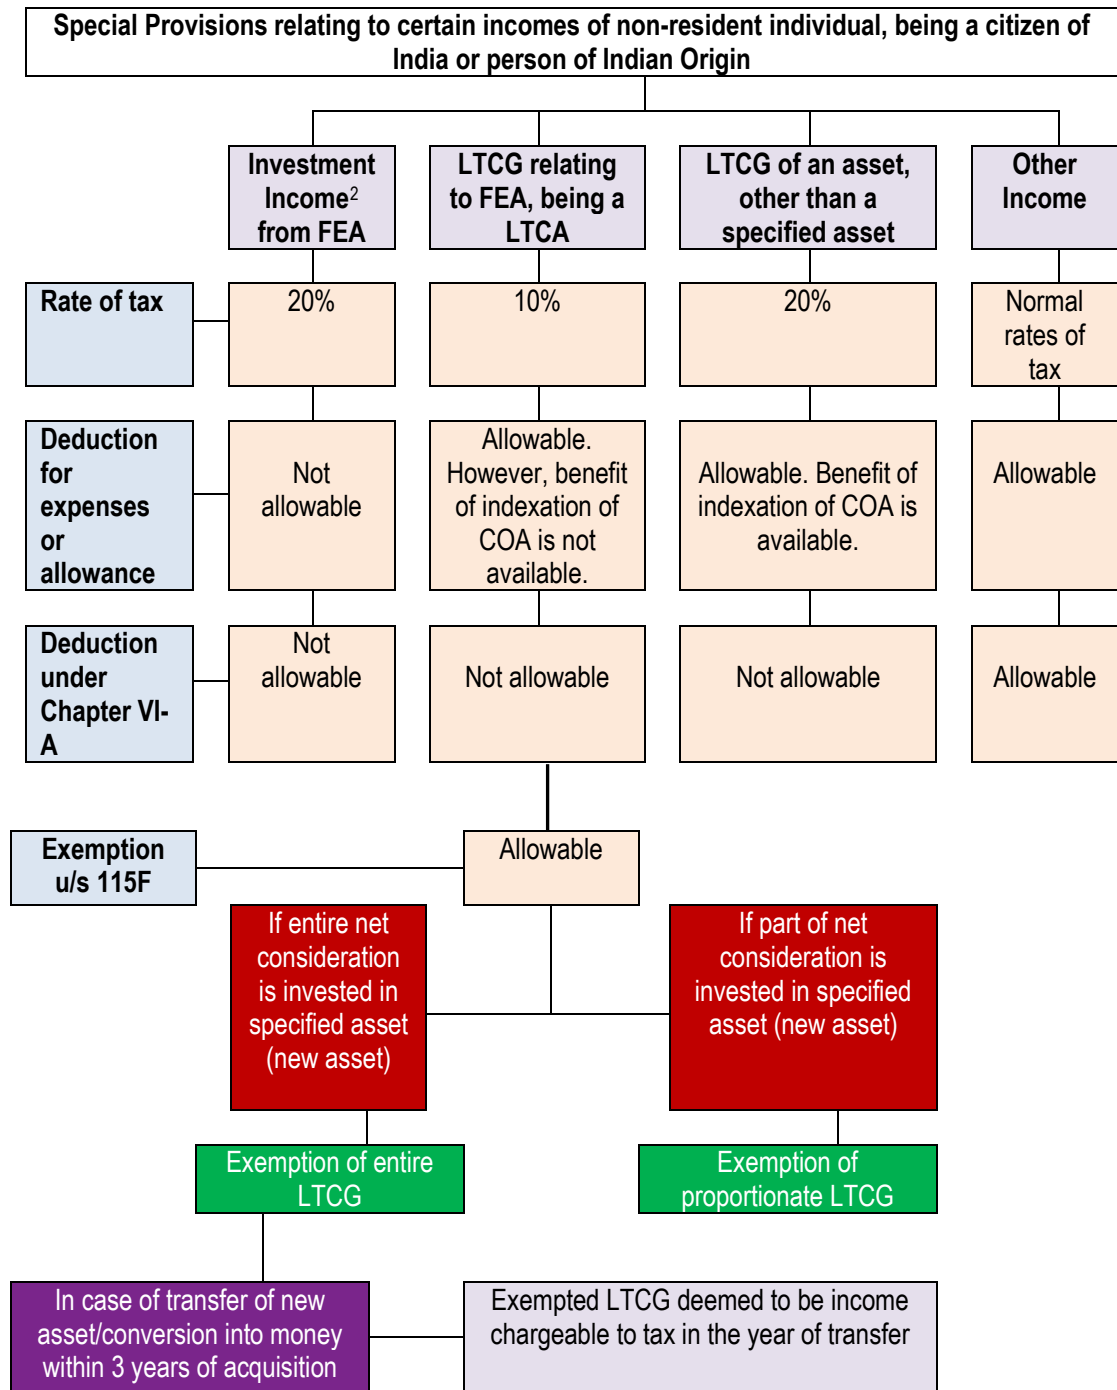 Special Provisions relating to certain incomes of non-resident individual, being a citizen of
India or person of Indian Origin
Investment
Income2
from FEA
LTCG relating
to FEA, being a
LTCA
LTCG of an asset,
other than a
specified asset
Other
Income
Rate of tax
20%
10%
20%
Normal
rates of
tax
Deduction
for
expenses
or
allowance
Not
allowable
Allowable.
However, benefit
of indexation of
COA is not
available.
Allowable. Benefit of
indexation of COA is
available.
Allowable
Deduction
under
Chapter VI-
A
Not
allowable
Not allowable
Not allowable
Allowable
Exemption
u/s 115F
Allowable
If entire net
consideration
is invested in
specified asset
(new asset)
If part of net
consideration is
invested in specified
asset (new asset)
Exemption of entire
LTCG
Exemption of
proportionate LTCG
In case of transfer of new
asset/conversion into money
within 3 years of acquisition
Exempted LTCG deemed to be income
chargeable to tax in the year of transfer